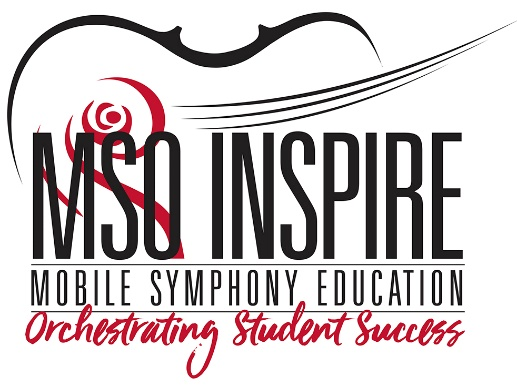 MSO INSPIRE
MOBILE SYMPHONY EDUCATION
Orchestrating Student Success